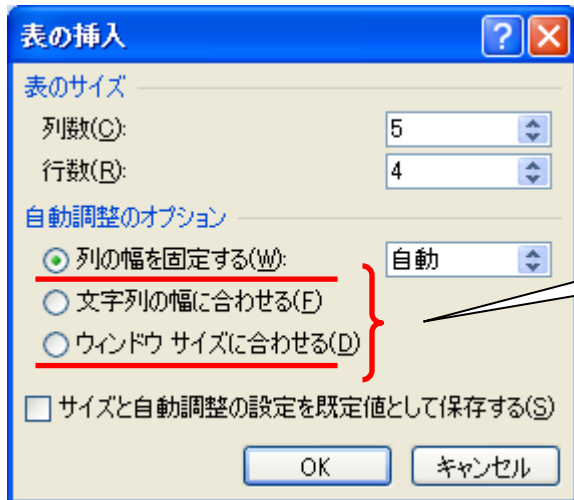 表の挿入
表のサイズ
列数(C): 5
行数(R): 4
自動調整のオプション
列の幅を固定する(W): 自動
文字列の幅に合わせる(F)
ウィンドウ サイズに合わせる(D)
サイズと自動調整の設定を既定値として保存する(S)
OK キャンセル